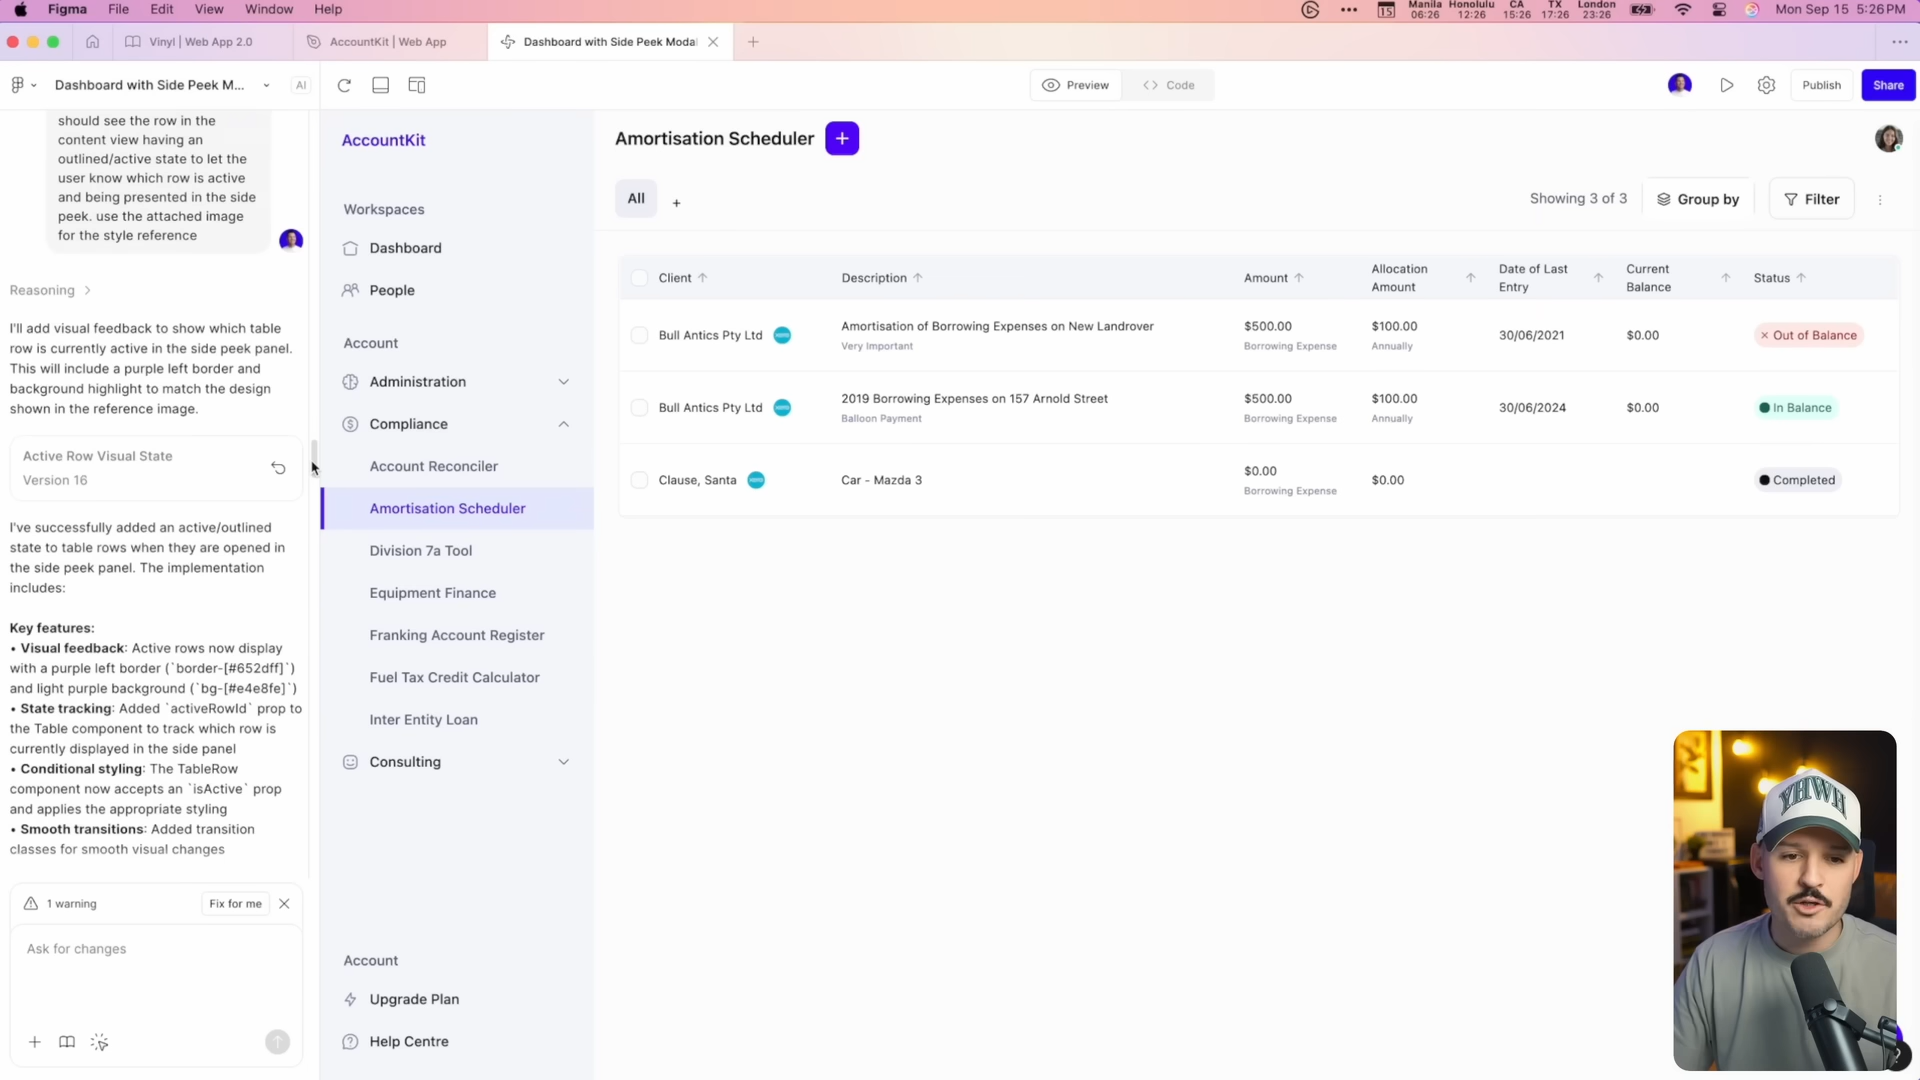 Figma File Edit View Window Help
15 Manila Honolulu CA TX London Mon Sep 15 5:26 PM
06:26 12:26 15:26 17:26 23:26
Vinyl | Web App 2.0 AccountKit | Web App Dashboard with Side Peek Moda
Dashboard with Side Peek M... AI Preview Code Publish Share
should see the row in the
content view having an
outlined/active state to let the
user know which row is active
and being presented in the side
peek. use the attached image
for the style reference
Reasoning
I'll add visual feedback to show which table
row is currently active in the side peek panel.
This will include a purple left border and
background highlight to match the design
shown in the reference image.
Active Row Visual State
Version 16
I've successfully added an active/outlined
state to table rows when they are opened in
the side peek panel. The implementation
includes:
Key features:
• Visual feedback: Active rows now display
with a purple left border (`border-[#652dff]`)
and light purple background (`bg-[#e4e8fe]`)
• State tracking: Added `activeRowId` prop to
the Table component to track which row is
currently displayed in the side panel
• Conditional styling: The TableRow
component now accepts an `isActive` prop
and applies the appropriate styling
• Smooth transitions: Added transition
classes for smooth visual changes
1 warning Fix for me
Ask for changes
AccountKit
Workspaces
Dashboard
People
Account
Administration
Compliance
Account Reconciler
Amortisation Scheduler
Division 7a Tool
Equipment Finance
Franking Account Register
Fuel Tax Credit Calculator
Inter Entity Loan
Consulting
Account
Upgrade Plan
Help Centre
Amortisation Scheduler +
All + Showing 3 of 3 Group by Filter
Client Description Amount Allocation Amount Date of Last Entry Current Balance Status
Bull Antics Pty Ltd xero Amortisation of Borrowing Expenses on New Landrover $500.00 $100.00 30/06/2021 $0.00 Out of Balance
Very Important Borrowing Expense Annually
Bull Antics Pty Ltd xero 2019 Borrowing Expenses on 157 Arnold Street $500.00 $100.00 30/06/2024 $0.00 In Balance
Balloon Payment Borrowing Expense Annually
Clause, Santa xero Car - Mazda 3 $0.00 $0.00 Completed
Borrowing Expense
YHWH
?